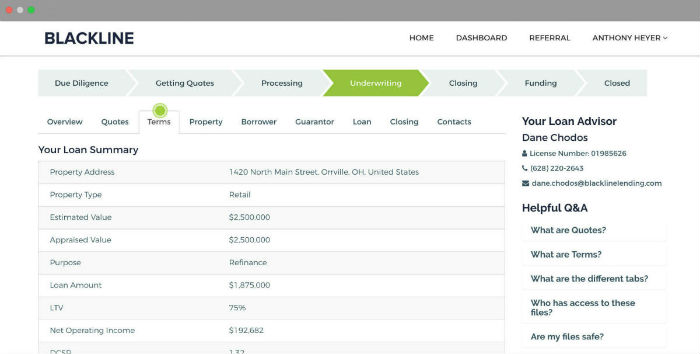 BLACKLINE
HOME DASHBOARD REFERRAL ANTHONY HEYER
Due Diligence Getting Quotes Processing Underwriting Closing Funding Closed
Overview Quotes Terms Property Borrower Guarantor Loan Closing Contacts
Your Loan Summary
Property Address 1420 North Main Street, Orrville, OH, United States
Property Type Retail
Estimated Value $2,500,000
Appraised Value $2,500,000
Purpose Refinance
Loan Amount $1,875,000
LTV 75%
Net Operating Income $192,682
DCSR 1.32
Your Loan Advisor
Dane Chodos
License Number: 01985626
(628) 220-2643
dane.chodos@blacklinelending.com
Helpful Q&A
What are Quotes?
What are Terms?
What are the different tabs?
Who has access to these
files?
Are my files safe?